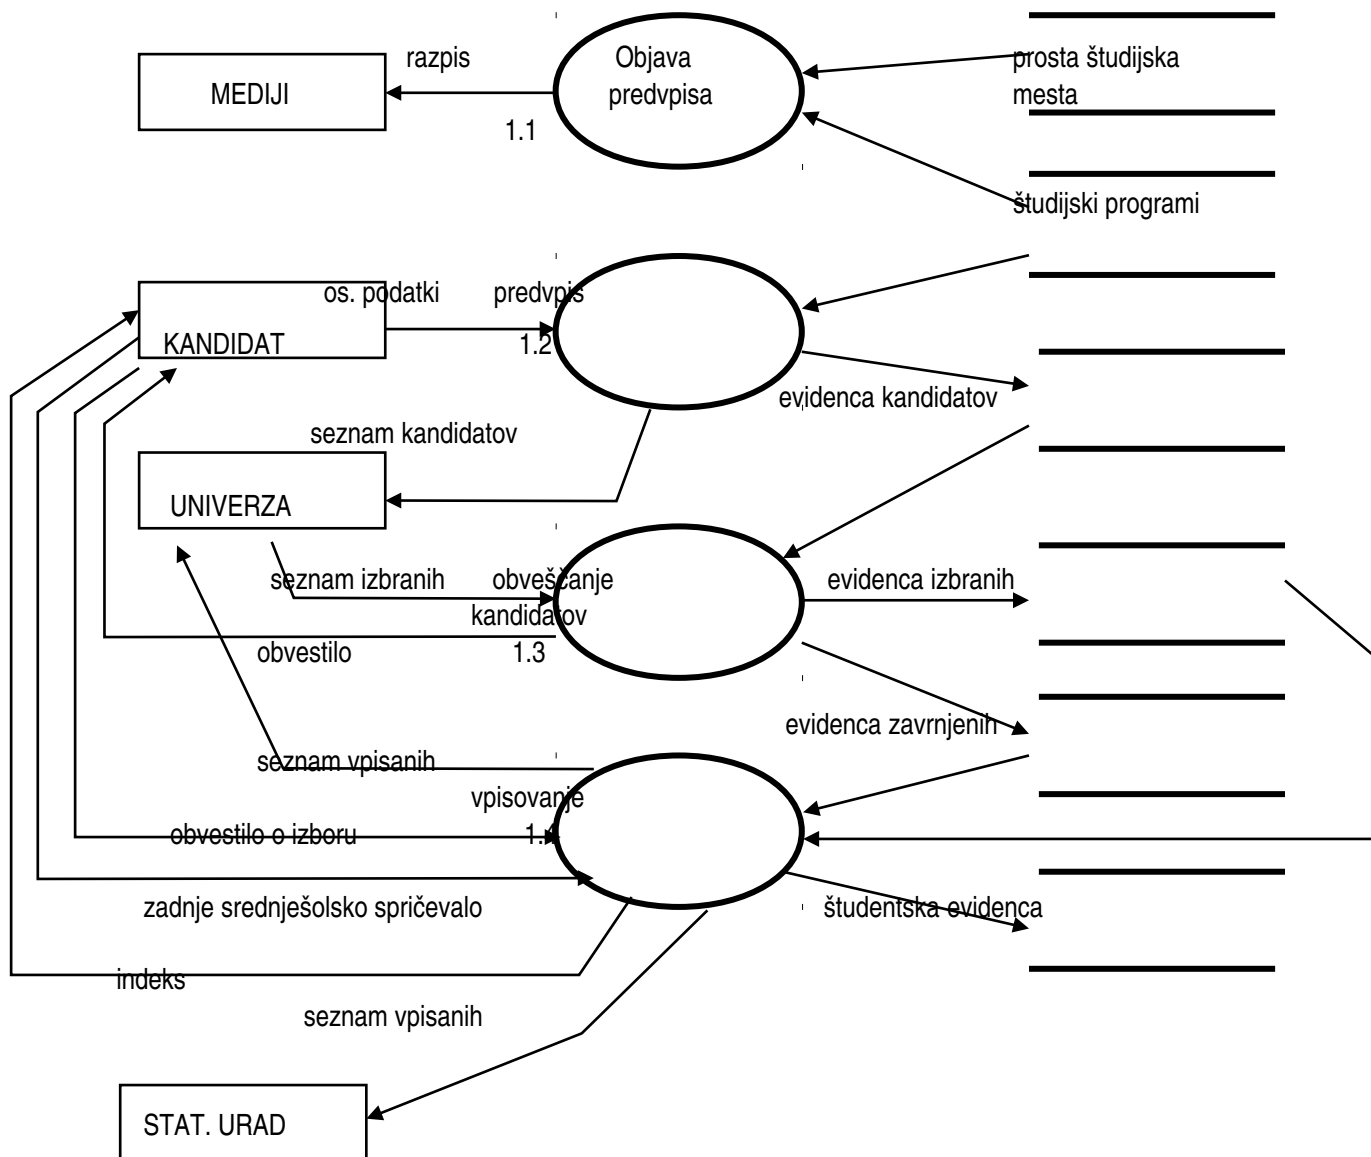 razpis
Objava
predvpisa
prosta študijska
mesta
MEDIJI
1.1
študijski programi
os. podatki
predvpis
KANDIDAT
1.2
evidenca kandidatov
seznam kandidatov
UNIVERZA
seznam izbranih
obveščanje
kandidatov
1.3
evidenca izbranih
obvestilo
evidenca zavrnjenih
seznam vpisanih
vpisovanje
1.4
obvestilo o izboru
zadnje srednješolsko spričevalo
študentska evidenca
indeks
seznam vpisanih
STAT. URAD